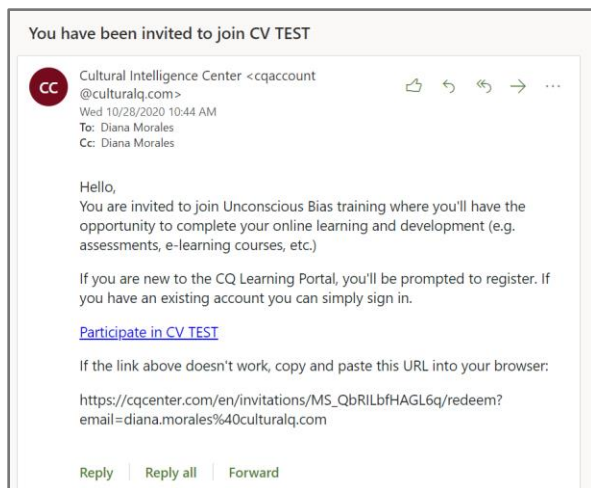 You have been invited to join CV TEST
CC
Cultural Intelligence Center <cqaccount
@culturalq.com>
Wed 10/28/2020 10:44 AM
To: Diana Morales
Cc: Diana Morales
Hello,
You are invited to join Unconscious Bias training where you'll have the
opportunity to complete your online learning and development (e.g.
assessments, e-learning courses, etc.)
If you are new to the CQ Learning Portal, you'll be prompted to register. If
you have an existing account you can simply sign in.
Participate in CV TEST
If the link above doesn't work, copy and paste this URL into your browser:
https://cqcenter.com/en/invitations/MS_QbRILbfHAGL6q/redeem?
email=diana.morales%40culturalq.com
Reply Reply all Forward